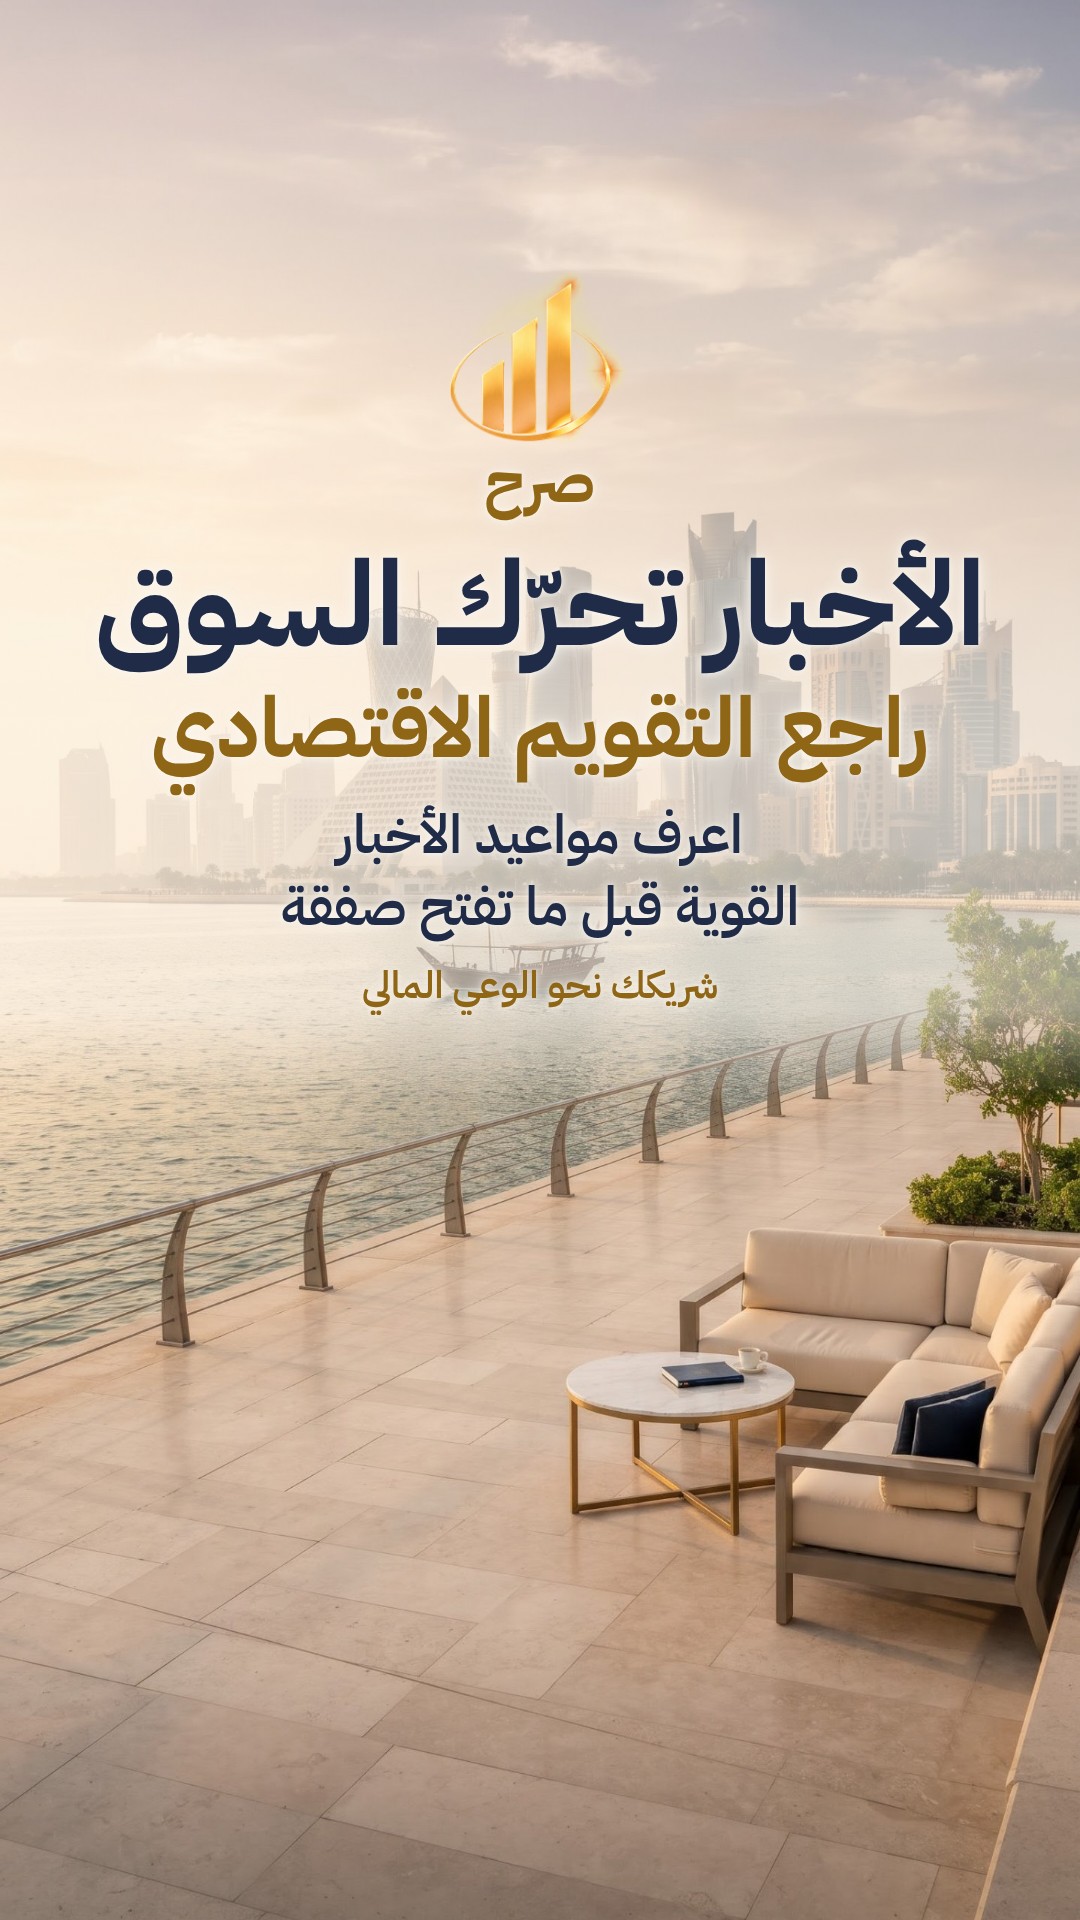 صرح
الأخبار تحرّك السوق
راجع التقويم الاقتصادي
اعرف مواعيد الأخبار
القوية قبل ما تفتح صفقة
شريكك نحو الوعي المالي